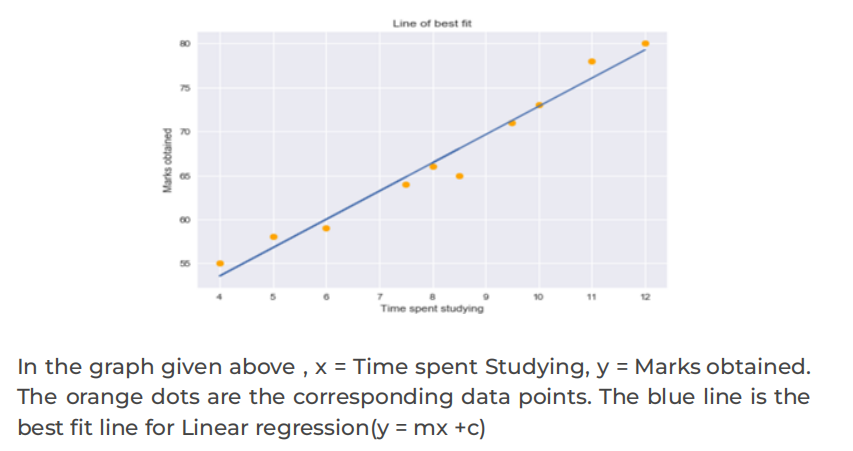 Line of best fit
80
75
70
65
60
55
Marks obtained
4 5 6 7 8 9 10 11 12
Time spent studying
In the graph given above , x = Time spent Studying, y = Marks obtained.
The orange dots are the corresponding data points. The blue line is the
best fit line for Linear regression(y = mx +c)